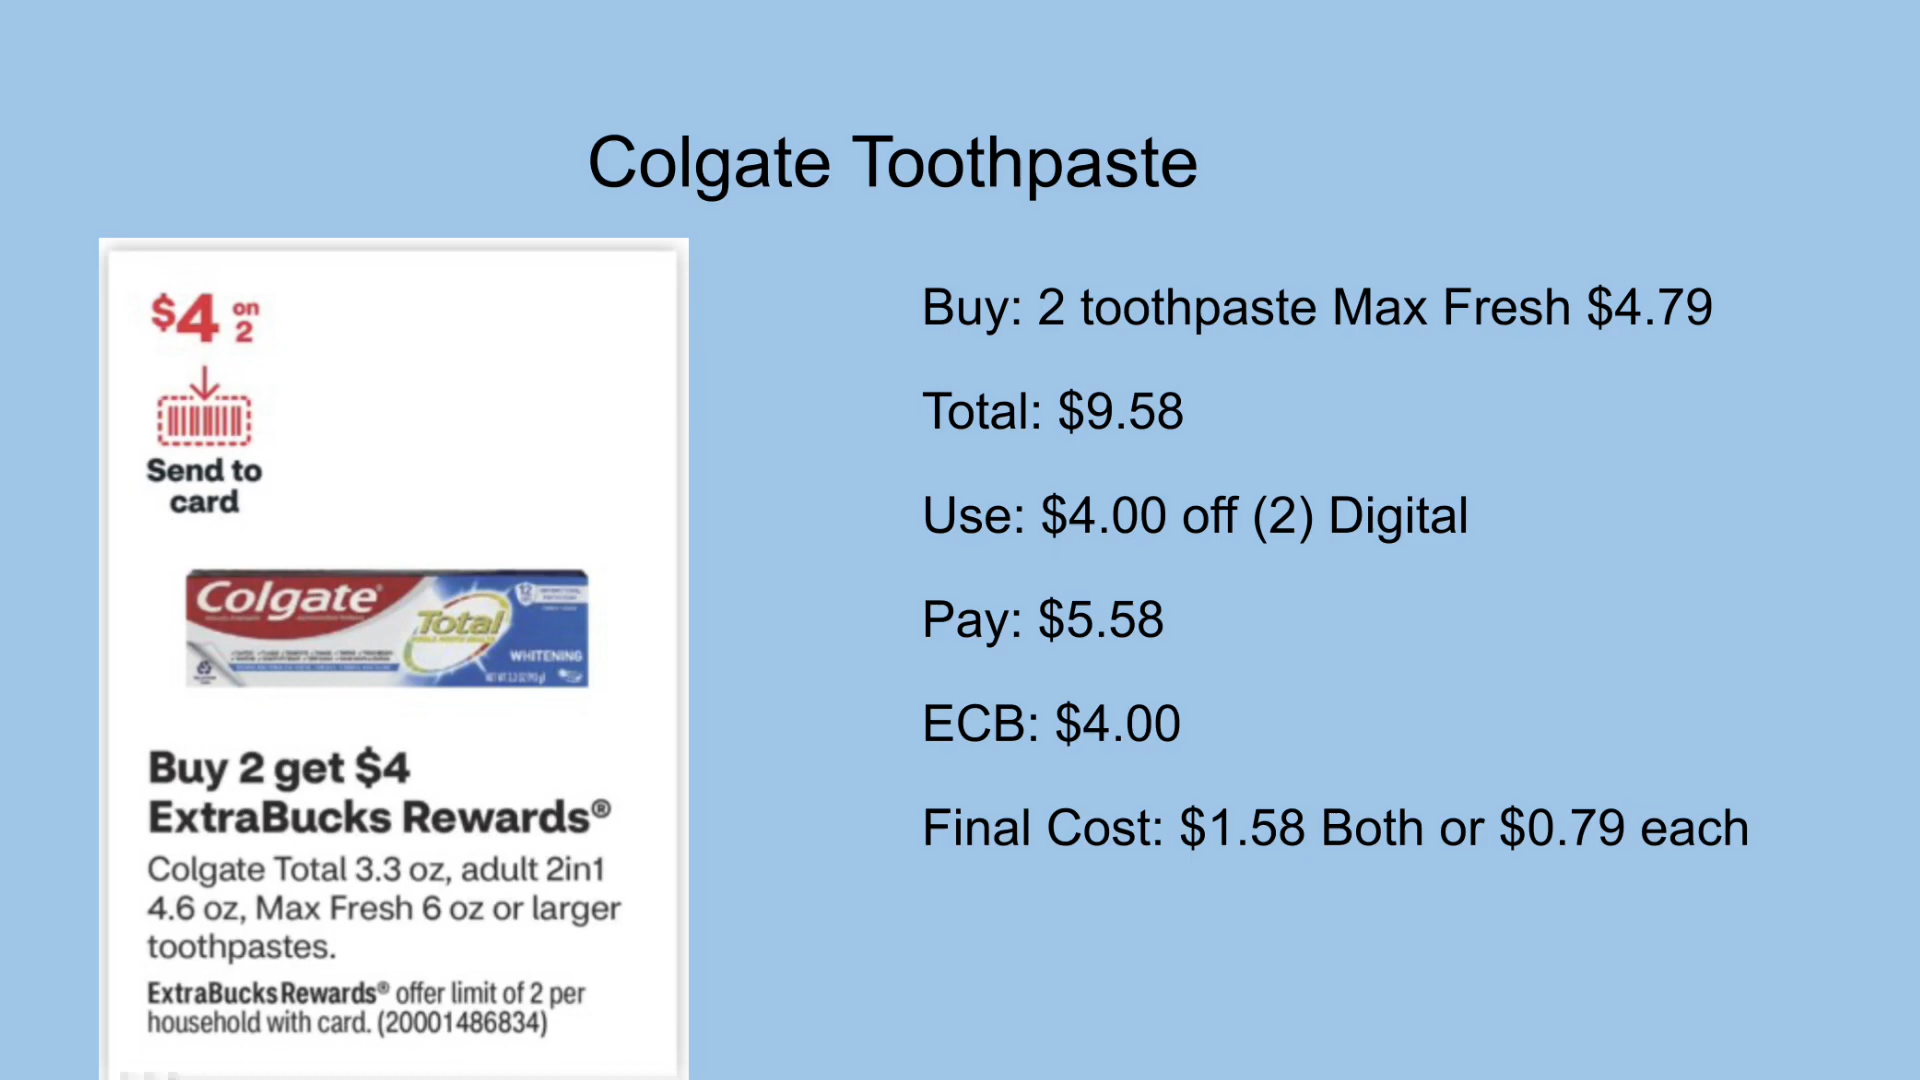 Colgate Toothpaste
$4 on 2
Send to
card
Colgate
Total
WHITENING
Buy 2 get $4
ExtraBucks Rewards®
Colgate Total 3.3 oz, adult 2in1
4.6 oz, Max Fresh 6 oz or larger
toothpastes.
ExtraBucks Rewards® offer limit of 2 per
household with card. (20001486834)
Buy: 2 toothpaste Max Fresh $4.79
Total: $9.58
Use: $4.00 off (2) Digital
Pay: $5.58
ECB: $4.00
Final Cost: $1.58 Both or $0.79 each